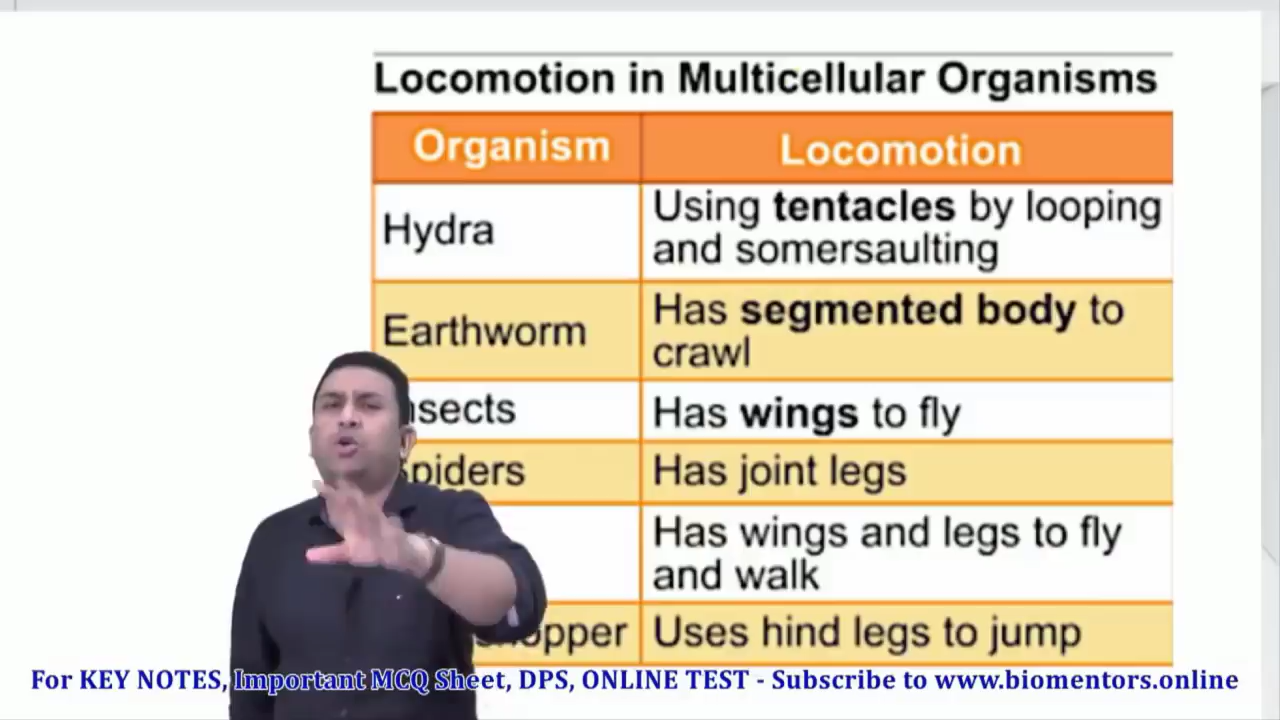 Locomotion in Multicellular Organisms
Organism Locomotion
Hydra
Using tentacles by looping
and somersaulting
Earthworm
Has segmented body to
crawl
Has wings to fly
Has joint legs
Has wings and legs to fly
and walk
Uses hind legs to jump
For KEY NOTES, Important MCQ Sheet, DPS, ONLINE TEST - Subscribe to www.biomentors.online